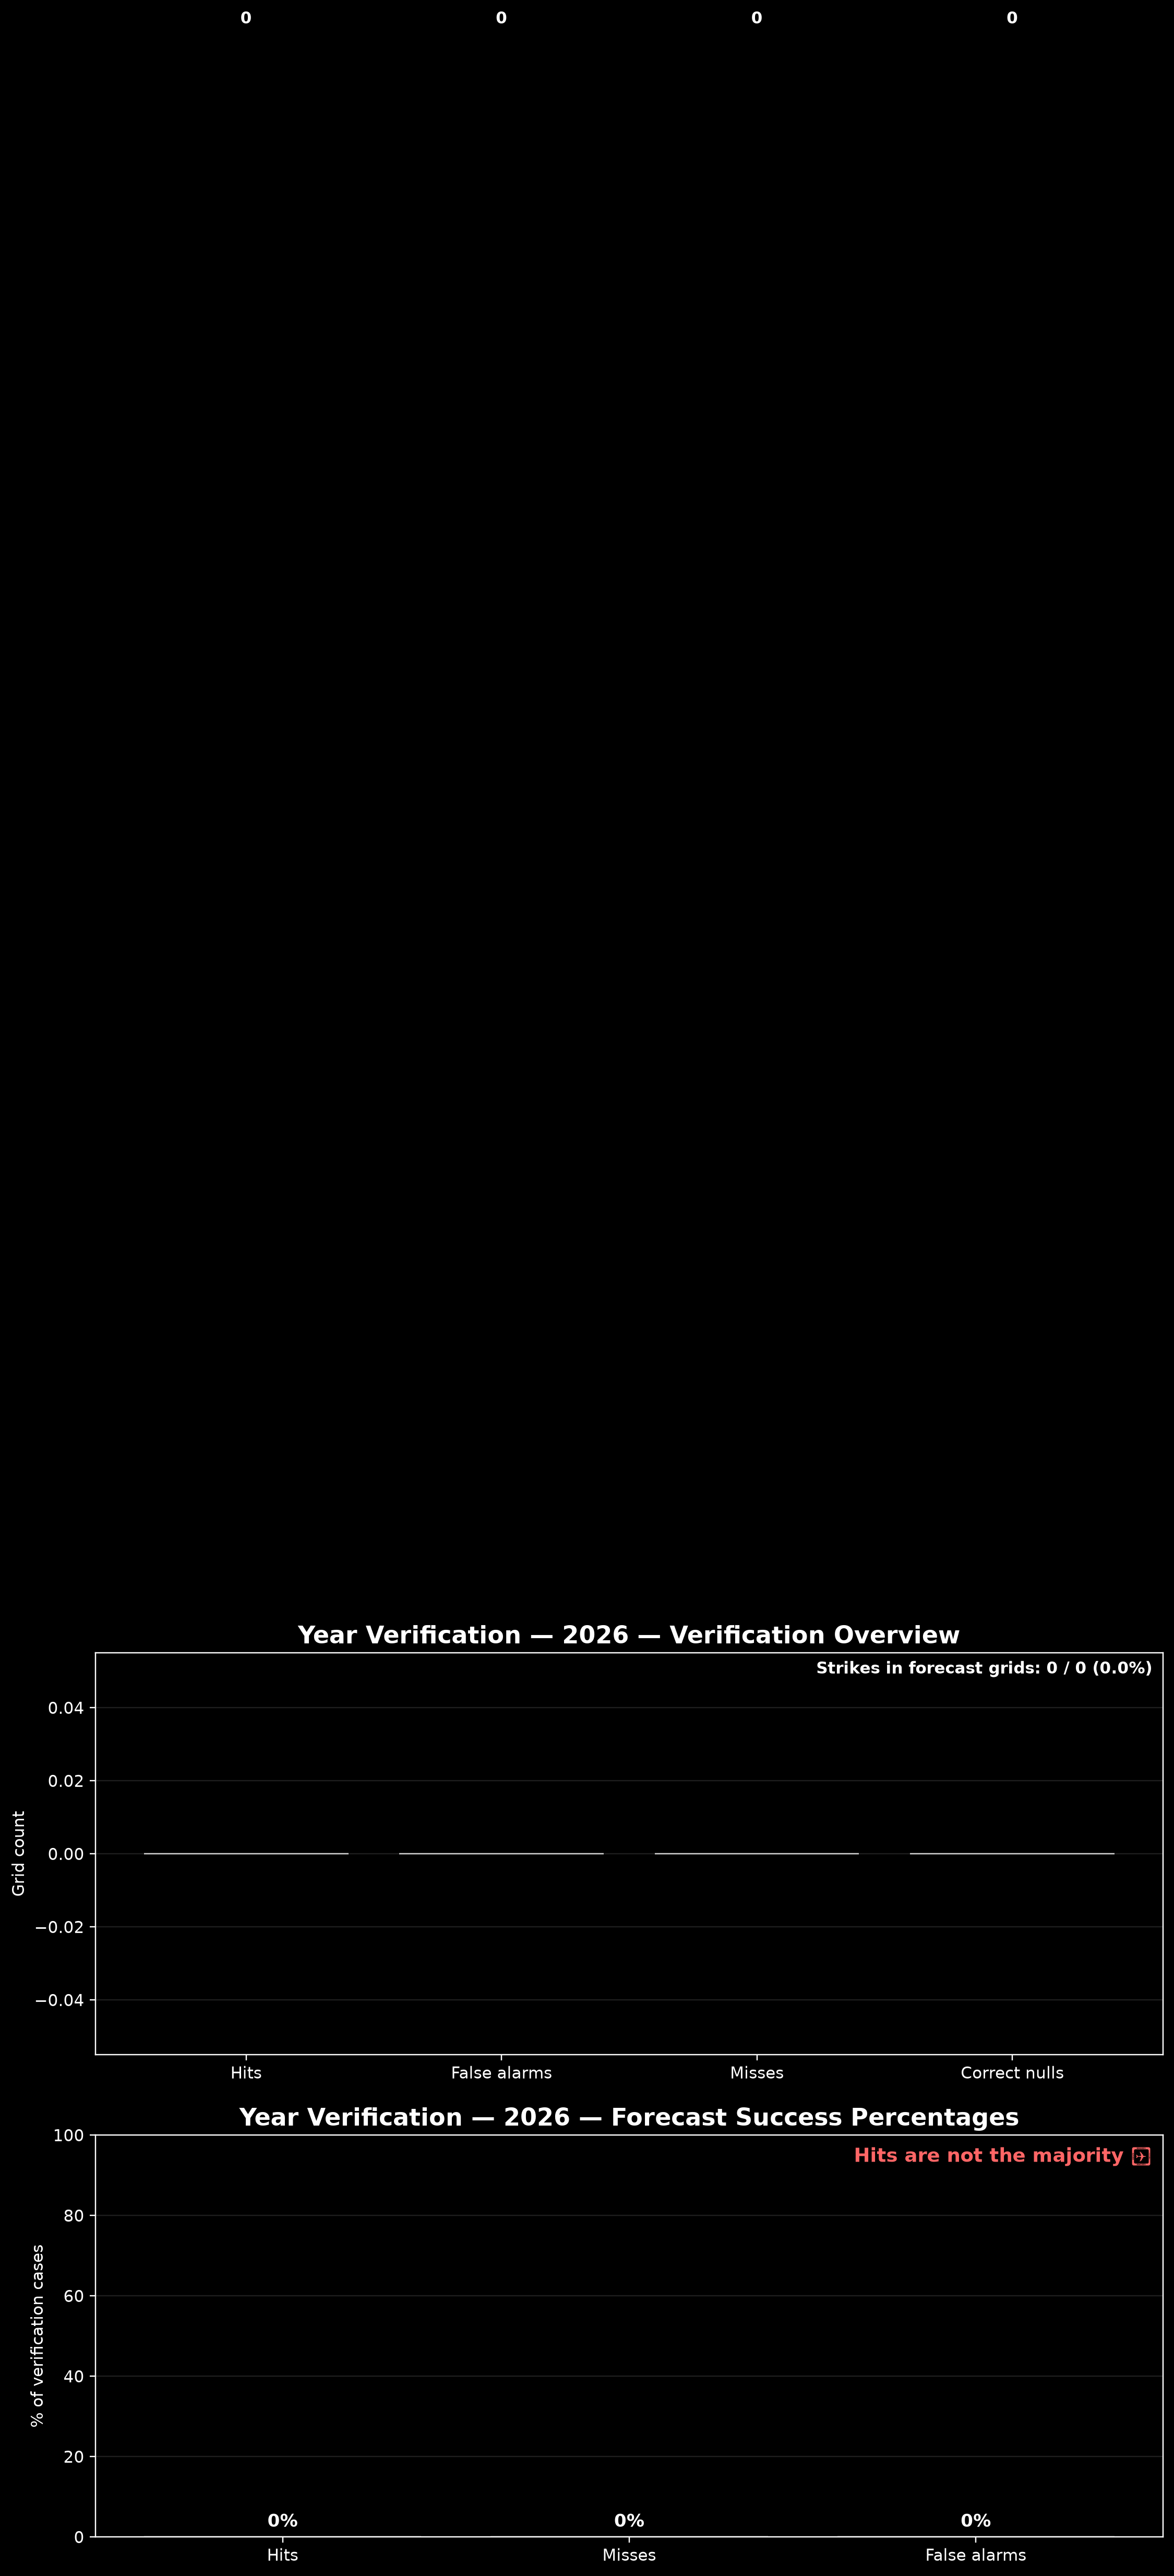 0 0 0 0
Year Verification — 2026 — Verification Overview
Strikes in forecast grids: 0 / 0 (0.0%)
0.04
0.02
0.00
−0.02
−0.04
Grid count
Hits False alarms Misses Correct nulls
Year Verification — 2026 — Forecast Success Percentages
Hits are not the majority
100
80
60
40
20
0
% of verification cases
0% 0% 0%
Hits Misses False alarms